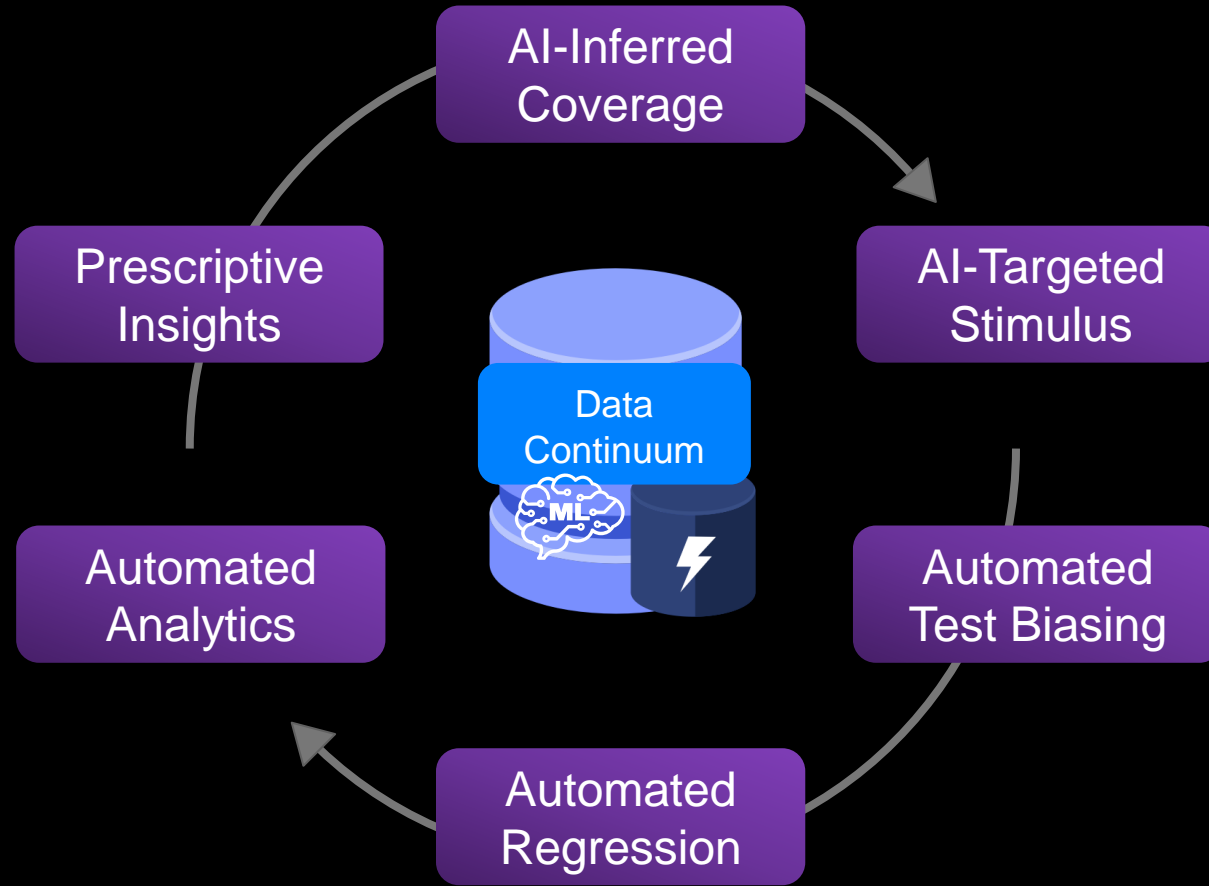 AI-Inferred
Coverage
Prescriptive
Insights
AI-Targeted
Stimulus
Data
Continuum
ML
Automated
Analytics
Automated
Test Biasing
Automated
Regression